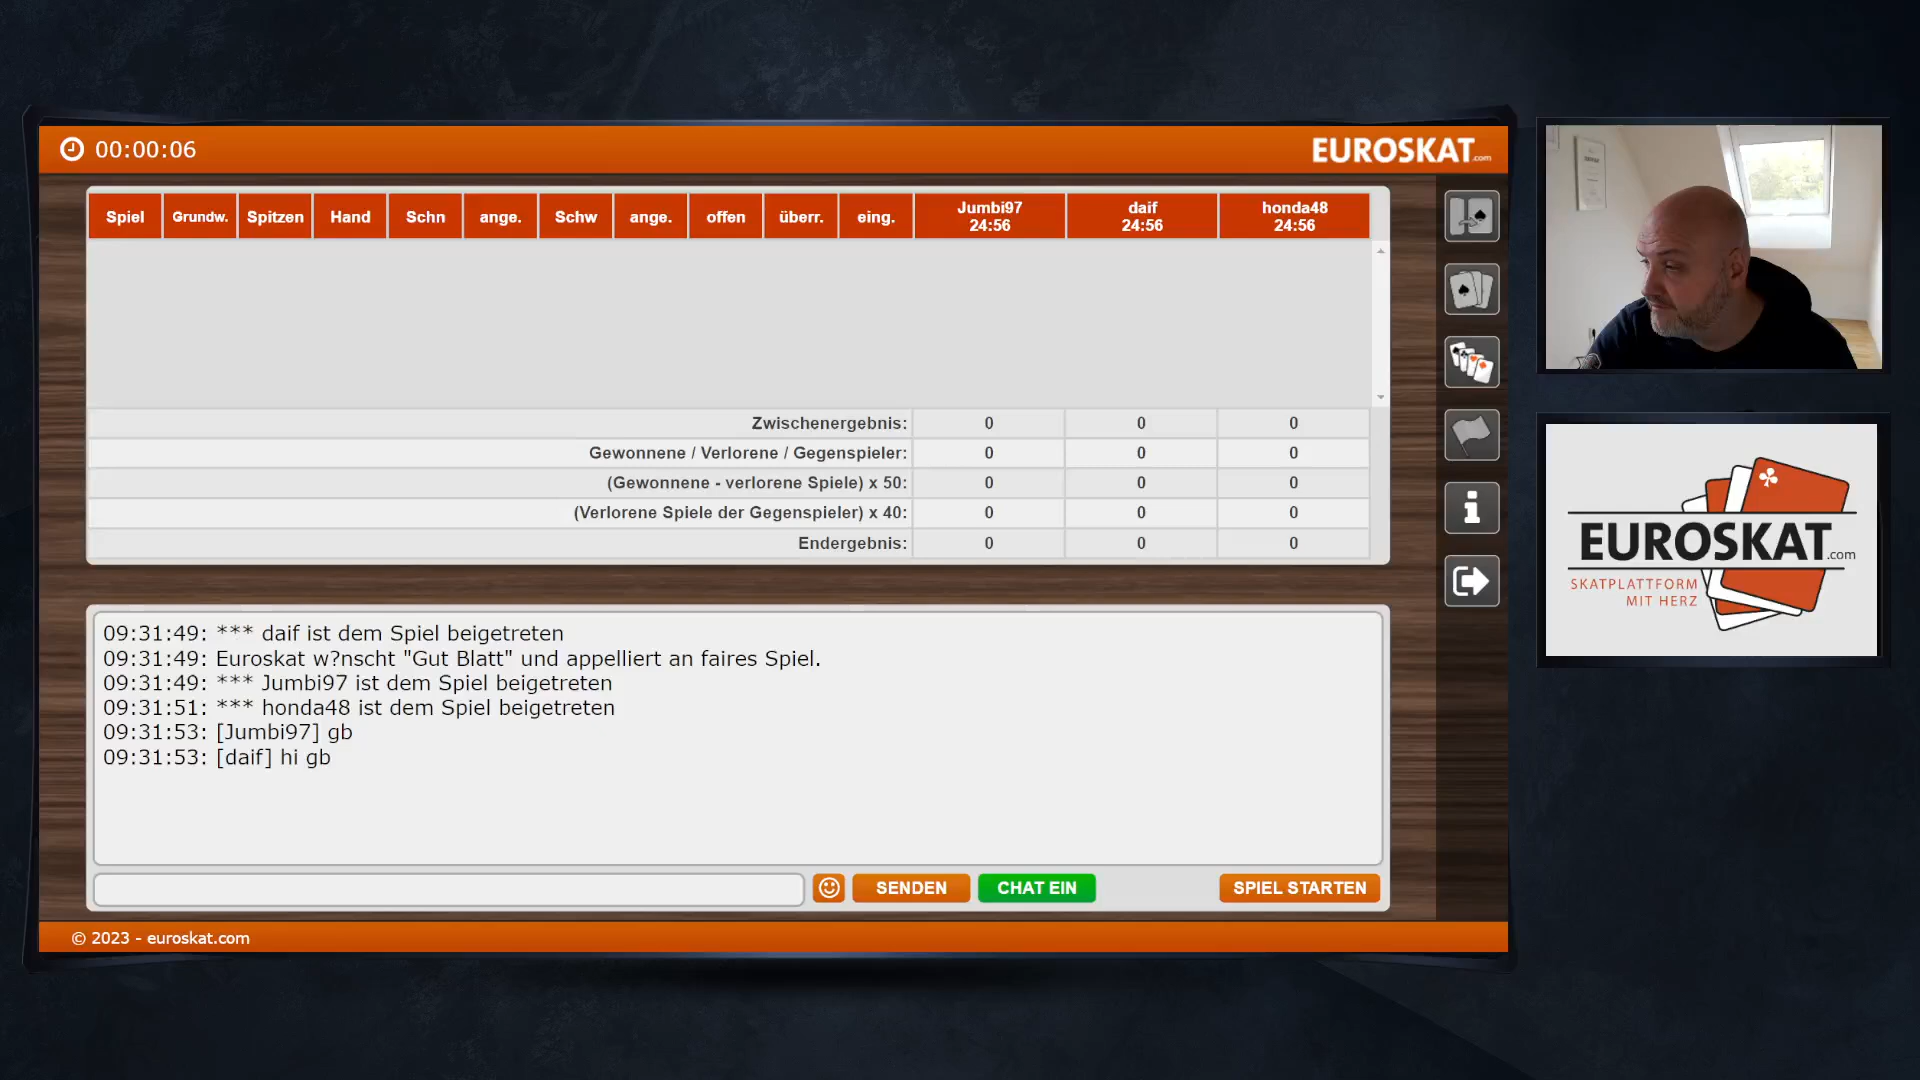 00:00:06
EUROSKAT.com
Spiel Grundw. Spitzen Hand Schn ange. Schw ange. offen überr. eing. Jumbi97 24:56 daif 24:56 honda48 24:56
Zwischenergebnis: 0 0 0
Gewonnene / Verlorene / Gegenspieler: 0 0 0
(Gewonnene - verlorene Spiele) x 50: 0 0 0
(Verlorene Spiele der Gegenspieler) x 40: 0 0 0
Endergebnis: 0 0 0
09:31:49: *** daif ist dem Spiel beigetreten
09:31:49: Euroskat w?nscht "Gut Blatt" und appelliert an faires Spiel.
09:31:49: *** Jumbi97 ist dem Spiel beigetreten
09:31:51: *** honda48 ist dem Spiel beigetreten
09:31:53: [Jumbi97] gb
09:31:53: [daif] hi gb
SENDEN CHAT EIN SPIEL STARTEN
© 2023 - euroskat.com
EUROSKAT.com
SKATPLATTFORM
MIT HERZ